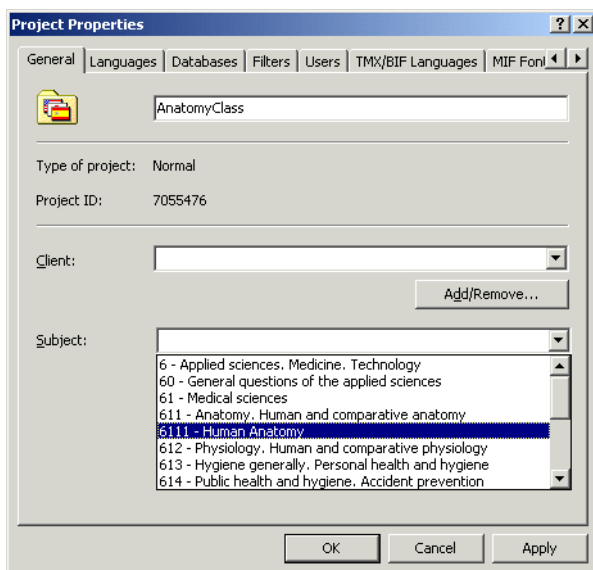 Project Properties
General Languages Databases Filters Users TMX/BIF Languages MIF Font
AnatomyClass
Type of project: Normal
Project ID: 7055476
Client:
Add/Remove...
Subject:
6 - Applied sciences. Medicine. Technology
60 - General questions of the applied sciences
61 - Medical sciences
611 - Anatomy. Human and comparative anatomy
6111 - Human Anatomy
612 - Physiology. Human and comparative physiology
613 - Hygiene generally. Personal health and hygiene
614 - Public health and hygiene. Accident prevention
OK Cancel Apply